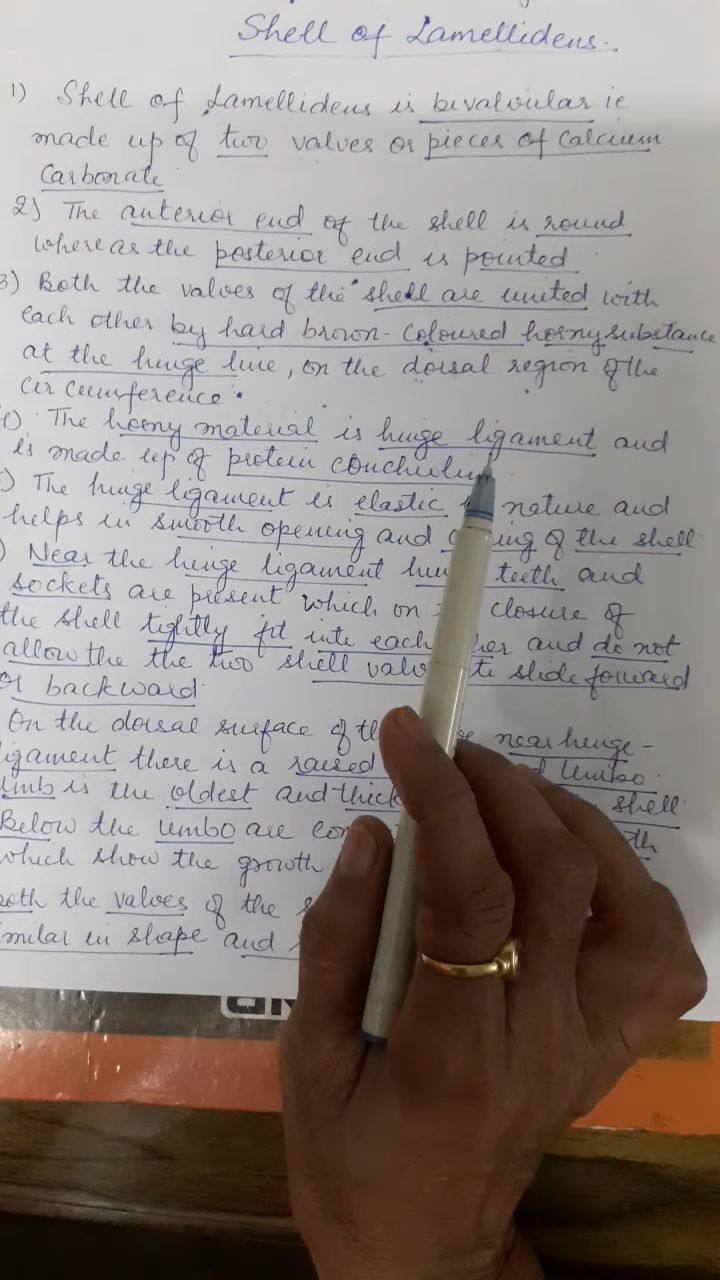 Shell of Lamellidens.
1) Shell of Lamellidens is bivalvular ie
made up of two valves or pieces of Calcium
Carbonate
2) The anterior end of the shell is round
whereas the posterior end is pointed
3) Both the values of the shell are united with
each other by hard brown-coloured horny substance
at the hinge line, on the dorsal region of the
circumference.
The horny material is hinge ligament and
is made up of protein conchiolin
The hinge ligament is elastic nature and
helps in smooth opening and of the shell
Near the hinge ligament teeth and
sockets are present which on closure of
the shell tightly fit into each and do not
allow the the two shell to slide forward
or backward
On the dorsal surface of near hinge-
ligament there is a raised umbo
umb is the oldest and thick shell
Below the umbo are
which show the growth
the values of the
similar in shape and